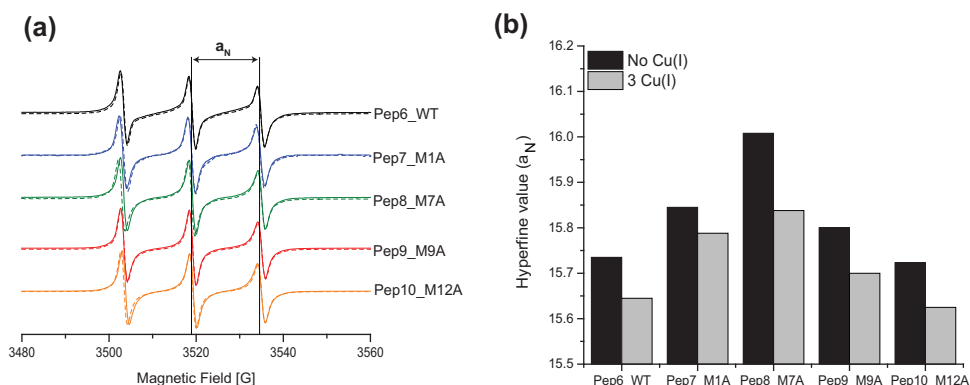 (a)
a_N
Pep6_WT
Pep7_M1A
Pep8_M7A
Pep9_M9A
Pep10_M12A
3480 3500 3520 3540 3560
Magnetic Field [G]
(b)
No Cu(I)
3 Cu(I)
Hyperfine value (a_N)
16.2
16.1
16.0
15.9
15.8
15.7
15.6
15.5
Pep6_WT Pep7_M1A Pep8_M7A Pep9_M9A Pep10_M12A